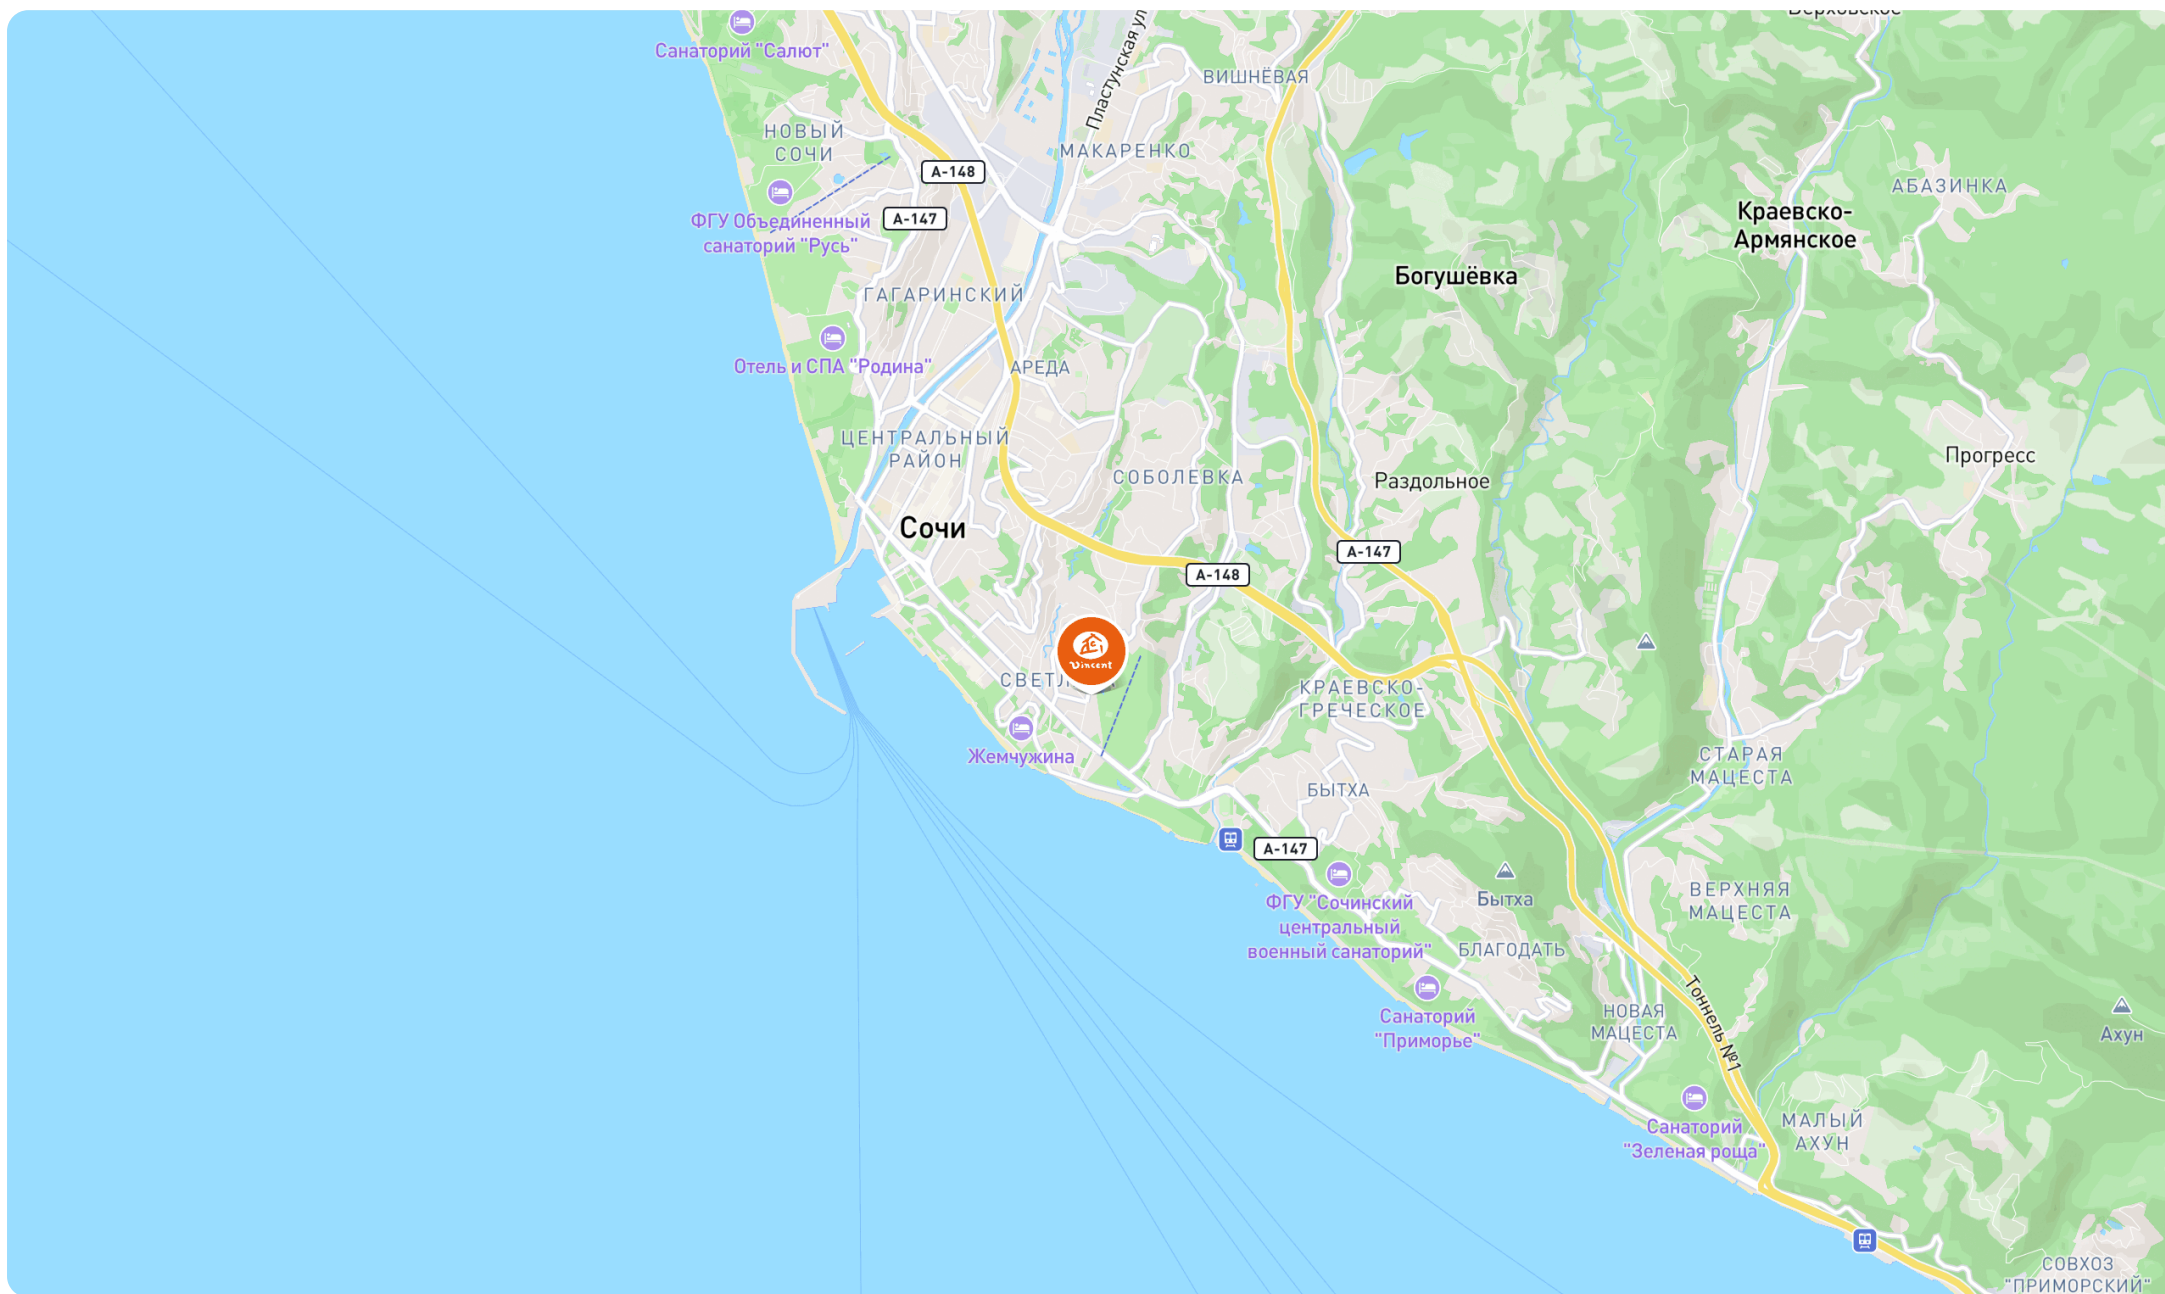 Верховское
Санаторий "Салют"
Пластунская ул
ВИШНЁВАЯ
НОВЫЙ
СОЧИ
МАКАРЕНКО
А-148
АБАЗИНКА
А-147
ФГУ Объединенный
санаторий "Русь"
Краевско-
Армянское
Богушёвка
ГАГАРИНСКИЙ
Отель и СПА "Родина"
АРЕДА
ЦЕНТРАЛЬНЫЙ
РАЙОН
СОБОЛЕВКА
Раздольное
Прогресс
Сочи
А-147
А-148
Vincent
СВЕТЛ
КРАЕВСКО-
ГРЕЧЕСКОЕ
Жемчужина
СТАРАЯ
МАЦЕСТА
БЫТХА
А-147
ФГУ "Сочинский
центральный
военный санаторий"
Бытха
ВЕРХНЯЯ
МАЦЕСТА
БЛАГОДАТЬ
Санаторий
"Приморье"
НОВАЯ
МАЦЕСТА
Тоннель №1
Ахун
Санаторий
"Зеленая роща"
МАЛЫЙ
АХУН
СОВХОЗ
"ПРИМОРСКИЙ"